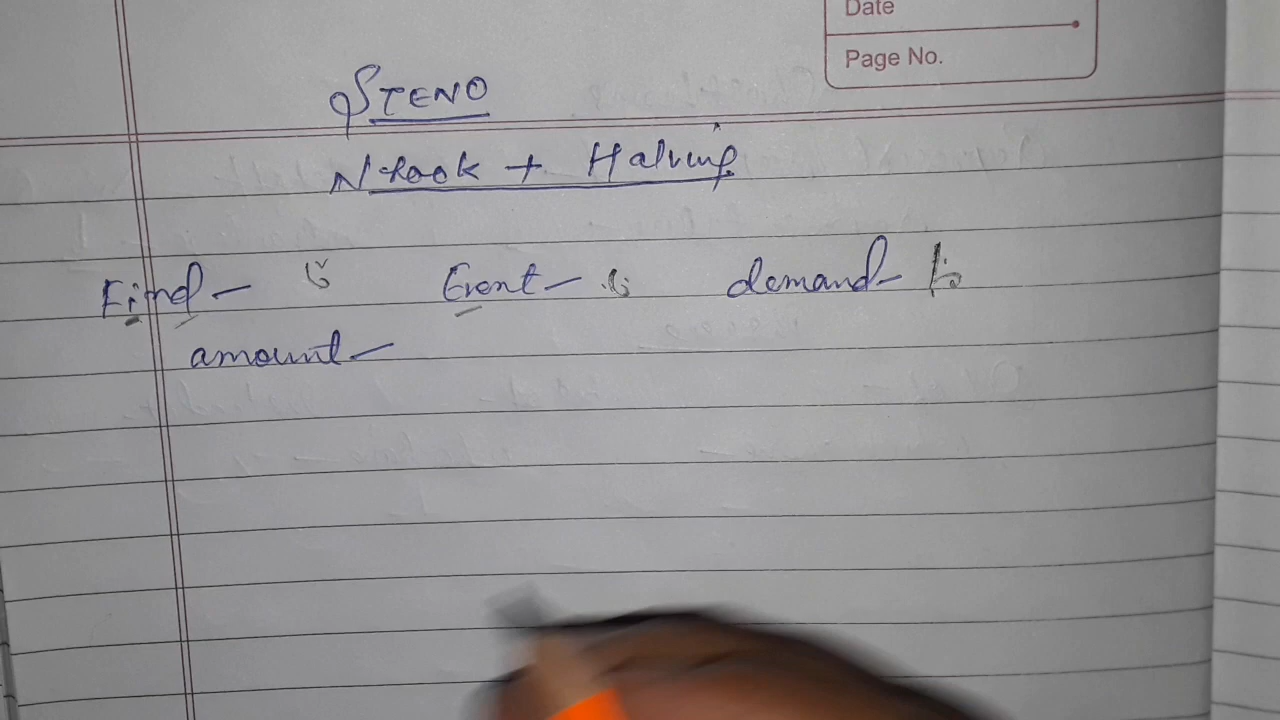 Date
Page No.
STENO
N-hook + Halving
Find- Event- demand-
amount-